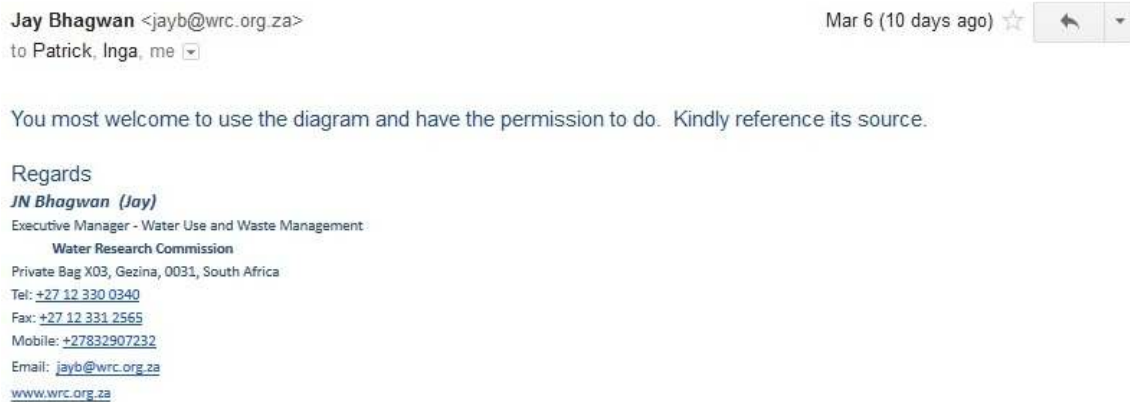 Jay Bhagwan <jayb@wrc.org.za> Mar 6 (10 days ago)
to Patrick, Inga, me
You most welcome to use the diagram and have the permission to do. Kindly reference its source.
Regards
JN Bhagwan (Jay)
Executive Manager - Water Use and Waste Management
Water Research Commission
Private Bag X03, Gezina, 0031, South Africa
Tel: +27 12 330 0340
Fax: +27 12 331 2565
Mobile: +27832907232
Email: jayb@wrc.org.za
www.wrc.org.za